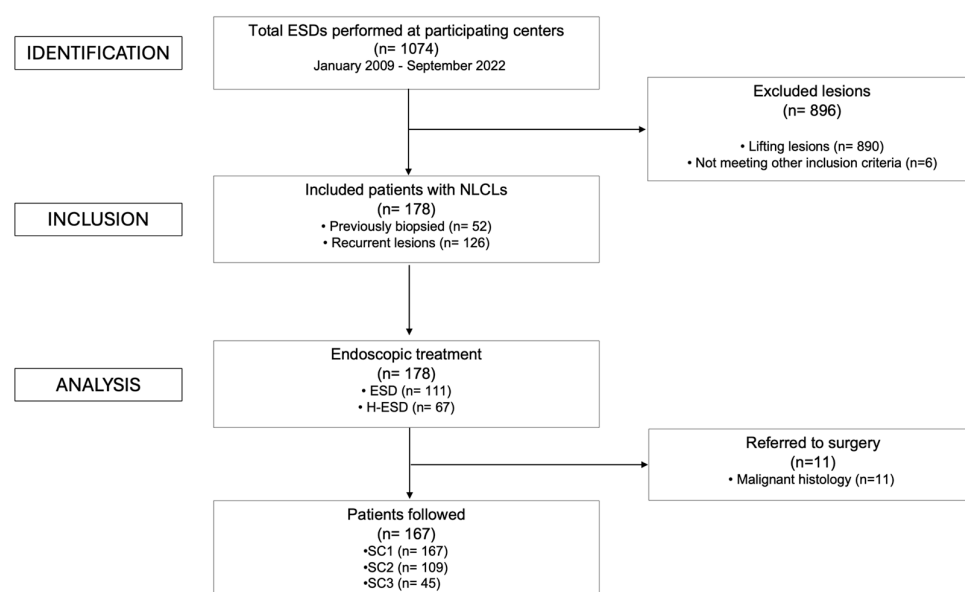 IDENTIFICATION
Total ESDs performed at participating centers
(n= 1074)
January 2009 - September 2022
Excluded lesions
(n= 896)
• Lifting lesions (n= 890)
• Not meeting other inclusion criteria (n=6)
INCLUSION
Included patients with NLCLs
(n= 178)
• Previously biopsied (n= 52)
• Recurrent lesions (n= 126)
ANALYSIS
Endoscopic treatment
(n= 178)
• ESD (n= 111)
• H-ESD (n= 67)
Referred to surgery
(n=11)
• Malignant histology (n=11)
Patients followed
(n= 167)
•SC1 (n= 167)
•SC2 (n= 109)
•SC3 (n= 45)